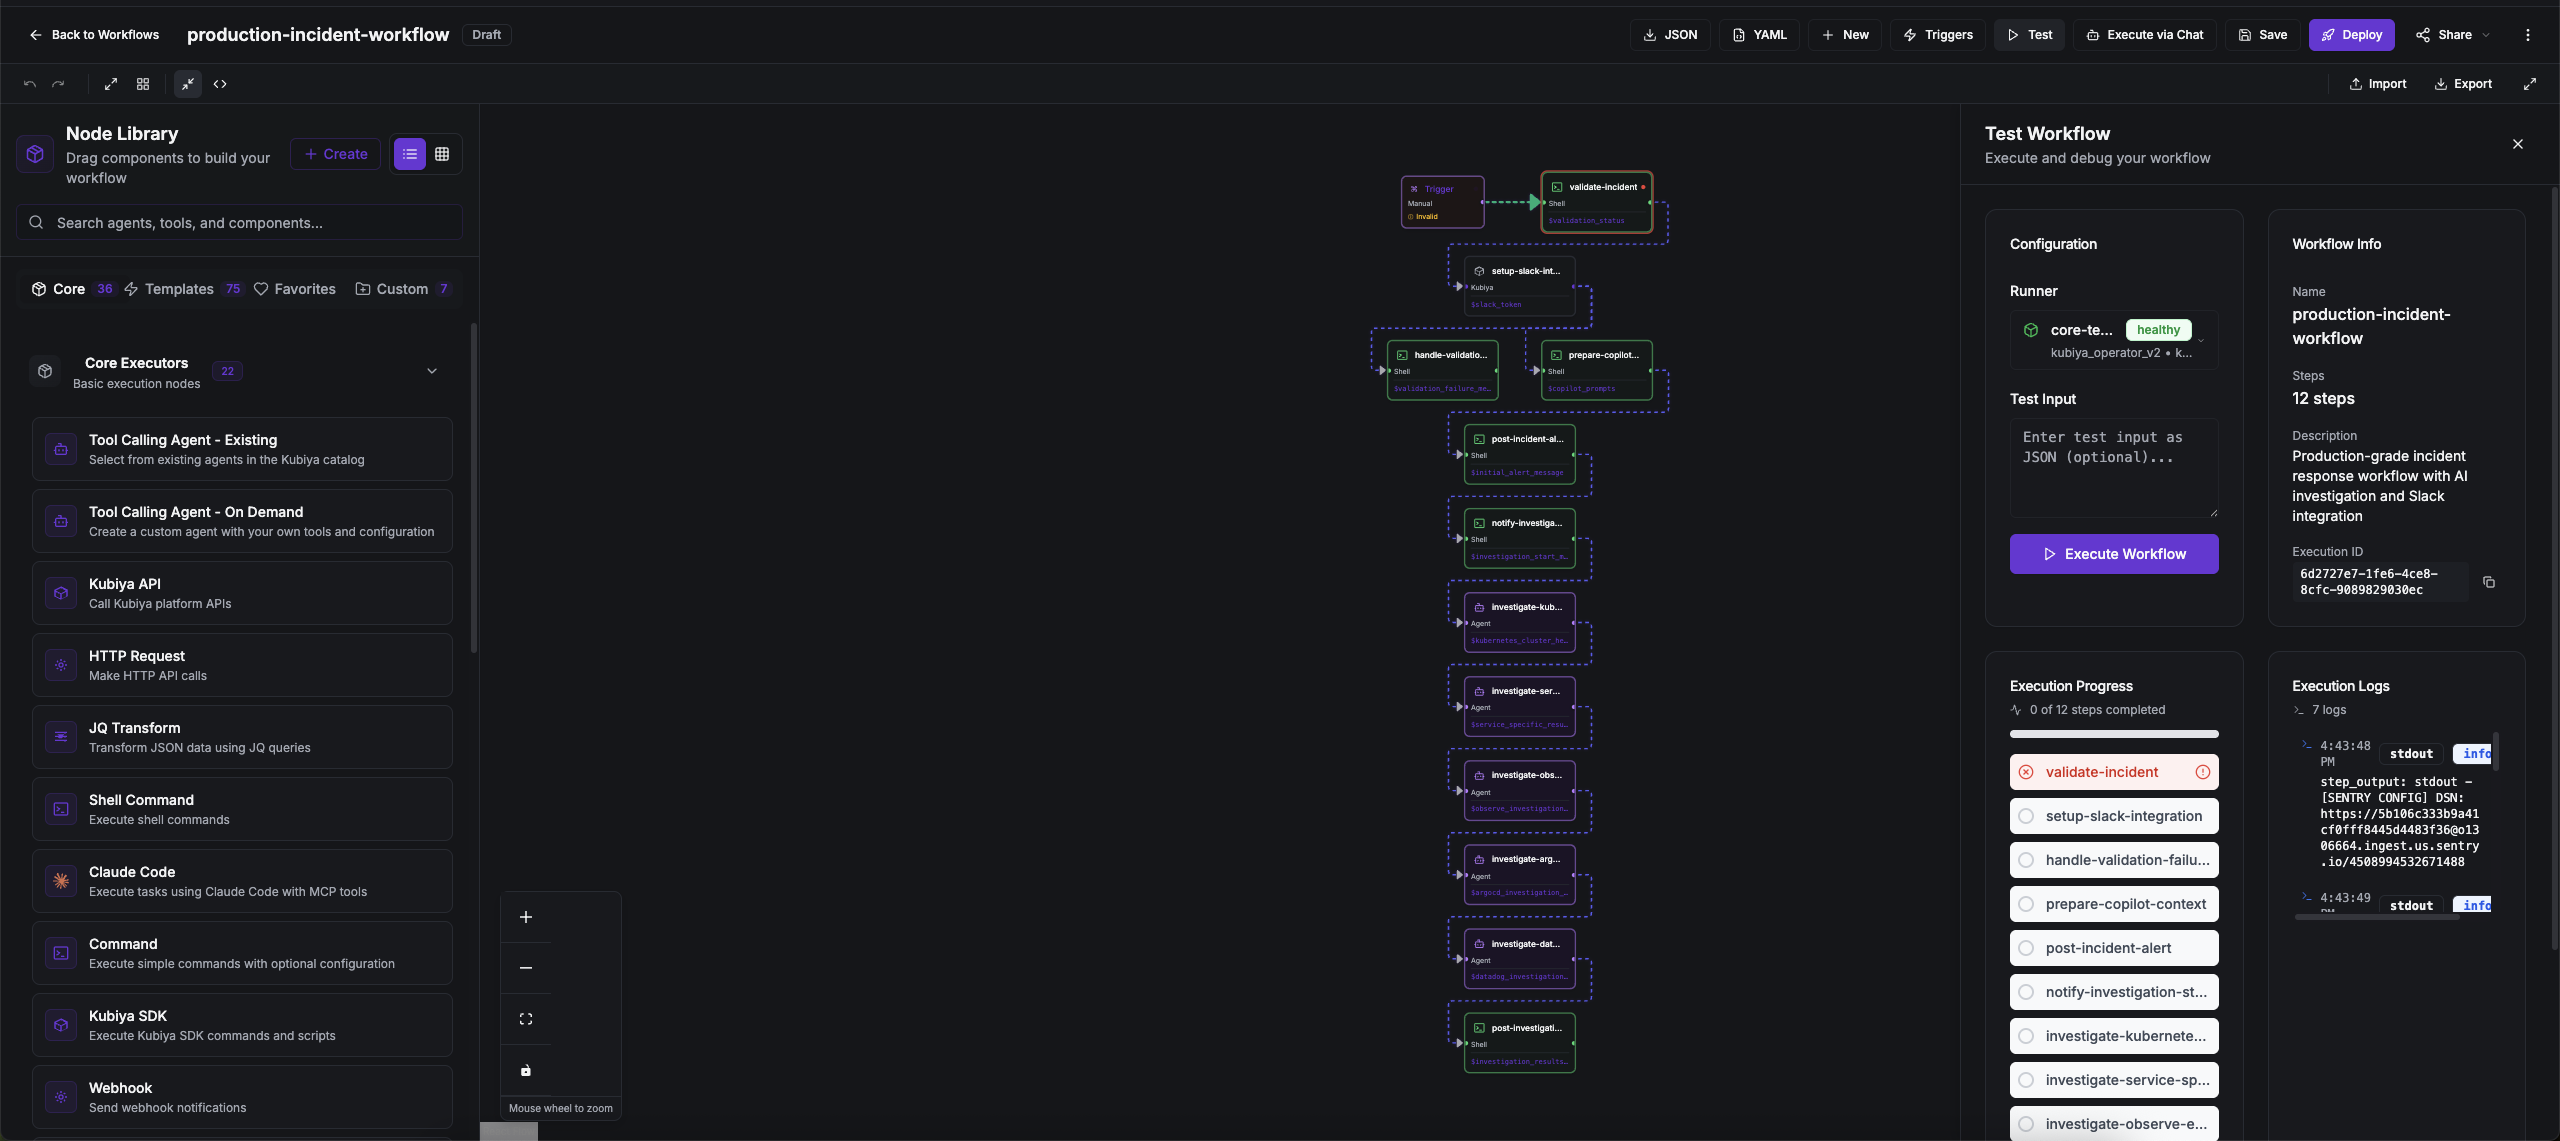 Back to Workflows
production-incident-workflow
Draft
JSON
YAML
New
Triggers
Test
Execute via Chat
Save
Deploy
Share
Import
Export
Node Library
Drag components to build your
workflow
Create
Search agents, tools, and components...
Core 36
Templates 75
Favorites
Custom 7
Core Executors
Basic execution nodes
22
Tool Calling Agent - Existing
Select from existing agents in the Kubiya catalog
Tool Calling Agent - On Demand
Create a custom agent with your own tools and configuration
Kubiya API
Call Kubiya platform APIs
HTTP Request
Make HTTP API calls
JQ Transform
Transform JSON data using JQ queries
Shell Command
Execute shell commands
Claude Code
Execute tasks using Claude Code with MCP tools
Command
Execute simple commands with optional configuration
Kubiya SDK
Execute Kubiya SDK commands and scripts
Webhook
Send webhook notifications
Mouse wheel to zoom
Trigger
Manual
Invalid
validate-incident
Shell
$validation_status
setup-slack-int...
Kubiya
$slack_token
handle-validatio...
Shell
$validation_failure_me…
prepare-copilot...
Shell
$copilot_prompts
post-incident-al...
Shell
$initial_alert_message
notify-investiga...
Shell
$investigation_start_m…
investigate-kub...
Agent
$kubernetes_cluster_he…
investigate-ser...
Agent
$service_specific_resu…
investigate-obs...
Agent
$observe_investigation…
investigate-arg...
Agent
$argocd_investigation_…
investigate-dat...
Agent
$datadog_investigation…
post-investigati...
Shell
$investigation_results…
Test Workflow
Execute and debug your workflow
Configuration
Runner
core-te...
healthy
kubiya_operator_v2 • k...
Test Input
Enter test input as
JSON (optional)...
Execute Workflow
Workflow Info
Name
production-incident-
workflow
Steps
12 steps
Description
Production-grade incident
response workflow with AI
investigation and Slack
integration
Execution ID
6d2727e7-1fe6-4ce8-
8cfc-9089829030ec
Execution Progress
0 of 12 steps completed
validate-incident
setup-slack-integration
handle-validation-failu...
prepare-copilot-context
post-incident-alert
notify-investigation-st...
investigate-kubernete...
investigate-service-sp...
investigate-observe-e...
Execution Logs
7 logs
4:43:48
PM
stdout
info
step_output: stdout -
[SENTRY CONFIG] DSN:
https://5b106c333b9a41
cf0fff8445d4483f36@o13
06664.ingest.us.sentry
.io/4508994532671488
4:43:49
PM
stdout
info